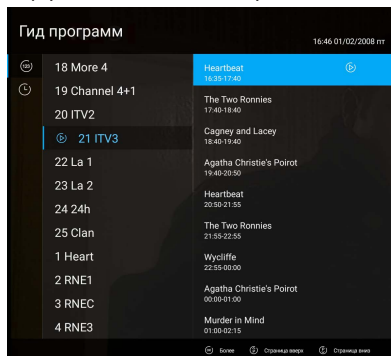 Гид программ
16:46 01/02/2008 пт
123
18 More 4
19 Channel 4+1
20 ITV2
21 ITV3
22 La 1
23 La 2
24 24h
25 Clan
1 Heart
2 RNE1
3 RNEC
4 RNE3
Heartbeat
16:35-17:40
The Two Ronnies
17:40-18:40
Cagney and Lacey
18:40-19:40
Agatha Christie's Poirot
19:40-20:50
Heartbeat
20:50-21:55
The Two Ronnies
21:55-22:55
Wycliffe
22:55-00:00
Agatha Christie's Poirot
00:00-01:00
Murder in Mind
01:00-02:15
Более Страница вверх Страница вниз